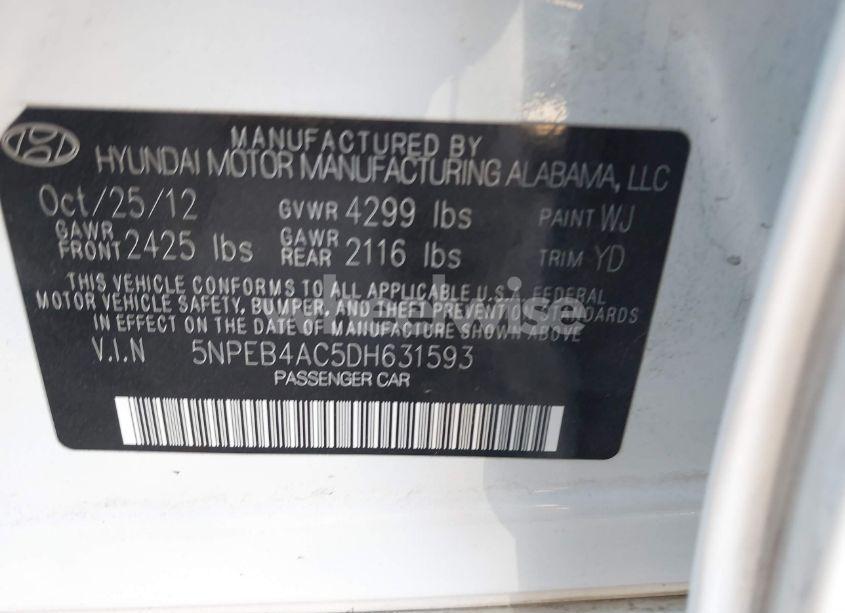 MANUFACTURED BY
HYUNDAI MOTOR MANUFACTURING ALABAMA, LLC
Oct/25/12 GVWR 4299 lbs PAINT WJ
GAWR FRONT 2425 lbs GAWR REAR 2116 lbs TRIM YD
THIS VEHICLE CONFORMS TO ALL APPLICABLE U.S. FEDERAL
MOTOR VEHICLE SAFETY, BUMPER, AND THEFT PREVENTION STANDARDS
IN EFFECT ON THE DATE OF MANUFACTURE SHOWN ABOVE
V.I.N 5NPEB4AC5DH631593
PASSENGER CAR